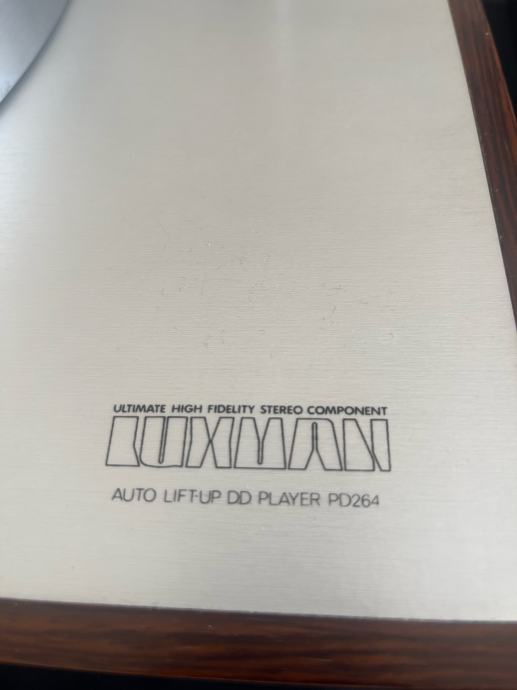 ULTIMATE HIGH FIDELITY STEREO COMPONENT
LUXMAN
AUTO LIFT-UP DD PLAYER PD264